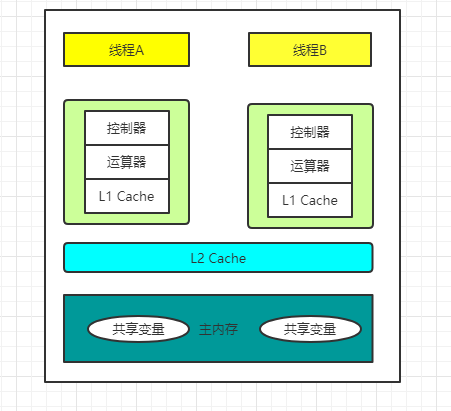 线程A
线程B
控制器
运算器
L1 Cache
控制器
运算器
L1 Cache
L2 Cache
共享变量
主内存
共享变量